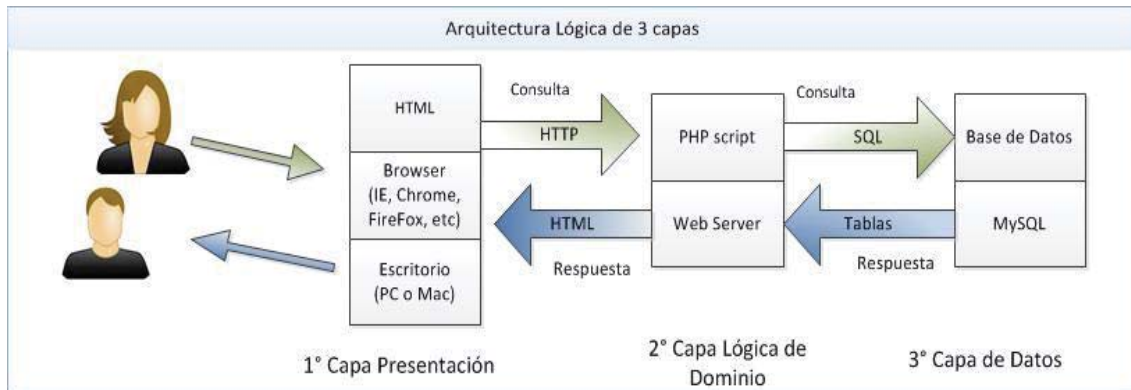 Arquitectura Lógica de 3 capas
HTML
Browser
(IE, Chrome,
FireFox, etc)
Escritorio
(PC o Mac)
1° Capa Presentación
Consulta
HTTP
HTML
Respuesta
PHP script
Web Server
2° Capa Lógica de
Dominio
Consulta
SQL
Tablas
Respuesta
Base de Datos
MySQL
3° Capa de Datos